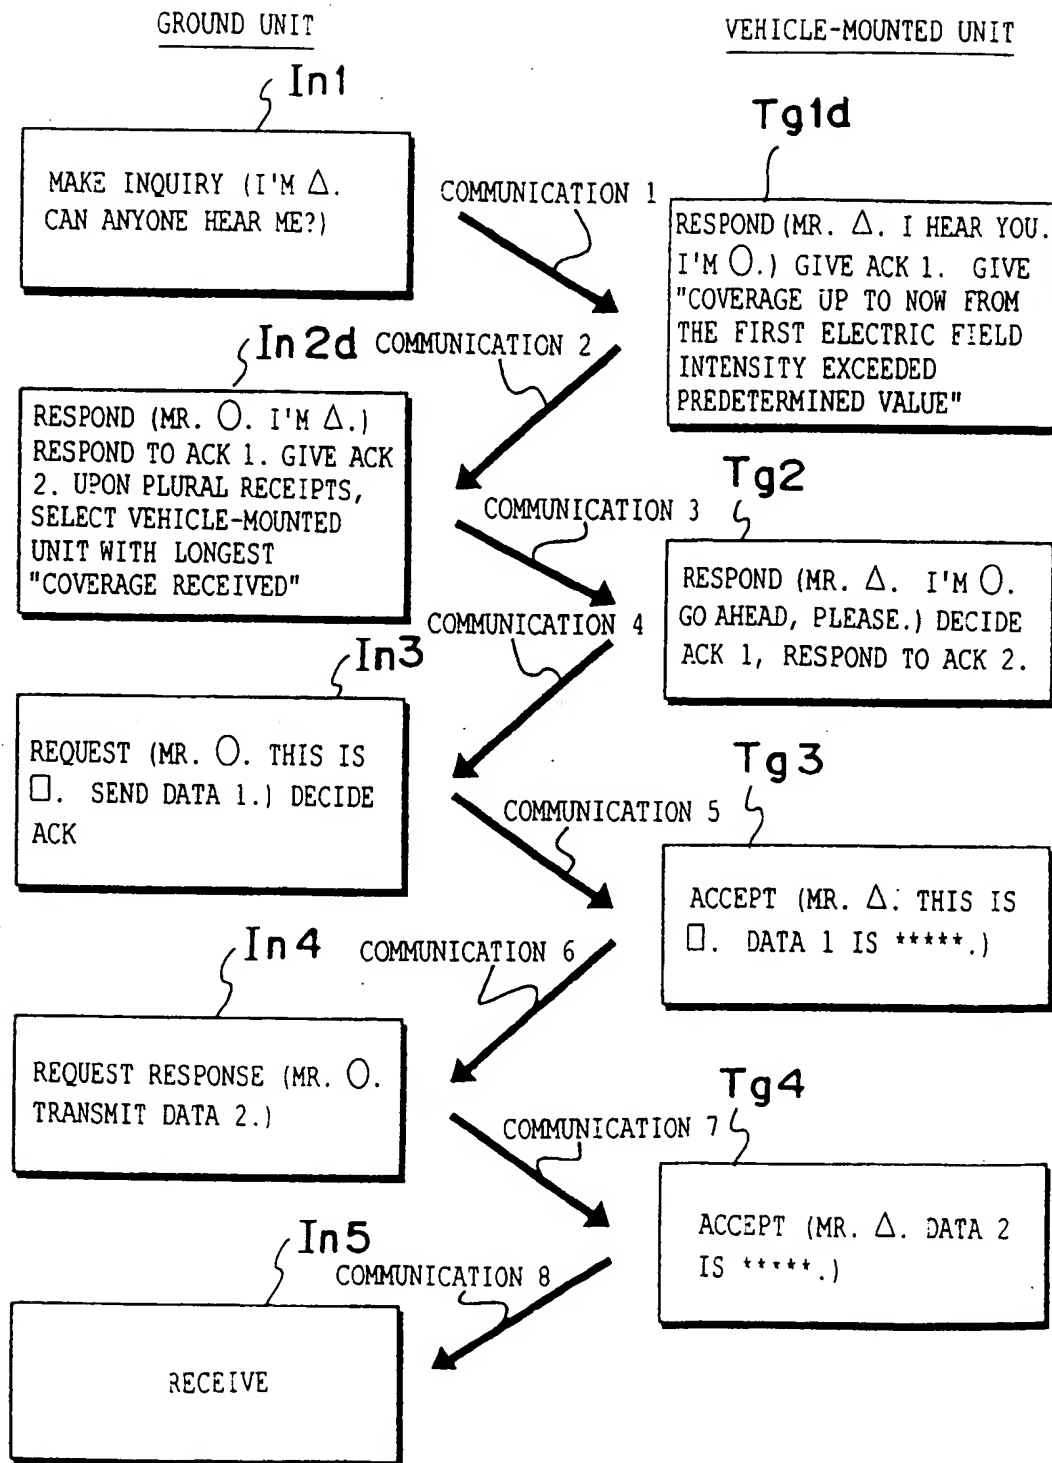 GROUND UNIT
VEHICLE-MOUNTED UNIT
In1
MAKE INQUIRY (I'M △.
CAN ANYONE HEAR ME?)
COMMUNICATION 1
Tg1d
RESPOND (MR. △. I HEAR YOU.
I'M ○.) GIVE ACK 1. GIVE
"COVERAGE UP TO NOW FROM
THE FIRST ELECTRIC FIELD
INTENSITY EXCEEDED
PREDETERMINED VALUE"
In2d
COMMUNICATION 2
RESPOND (MR. ○. I'M △.)
RESPOND TO ACK 1. GIVE ACK
2. UPON PLURAL RECEIPTS,
SELECT VEHICLE-MOUNTED
UNIT WITH LONGEST
"COVERAGE RECEIVED"
COMMUNICATION 3
Tg2
RESPOND (MR. △. I'M ○.
GO AHEAD, PLEASE.) DECIDE
ACK 1, RESPOND TO ACK 2.
COMMUNICATION 4
In3
REQUEST (MR. ○. THIS IS
□. SEND DATA 1.) DECIDE
ACK
COMMUNICATION 5
Tg3
ACCEPT (MR. △. THIS IS
□. DATA 1 IS *****.)
In4
COMMUNICATION 6
REQUEST RESPONSE (MR. ○.
TRANSMIT DATA 2.)
COMMUNICATION 7
Tg4
ACCEPT (MR. △. DATA 2
IS *****.)
In5
COMMUNICATION 8
RECEIVE